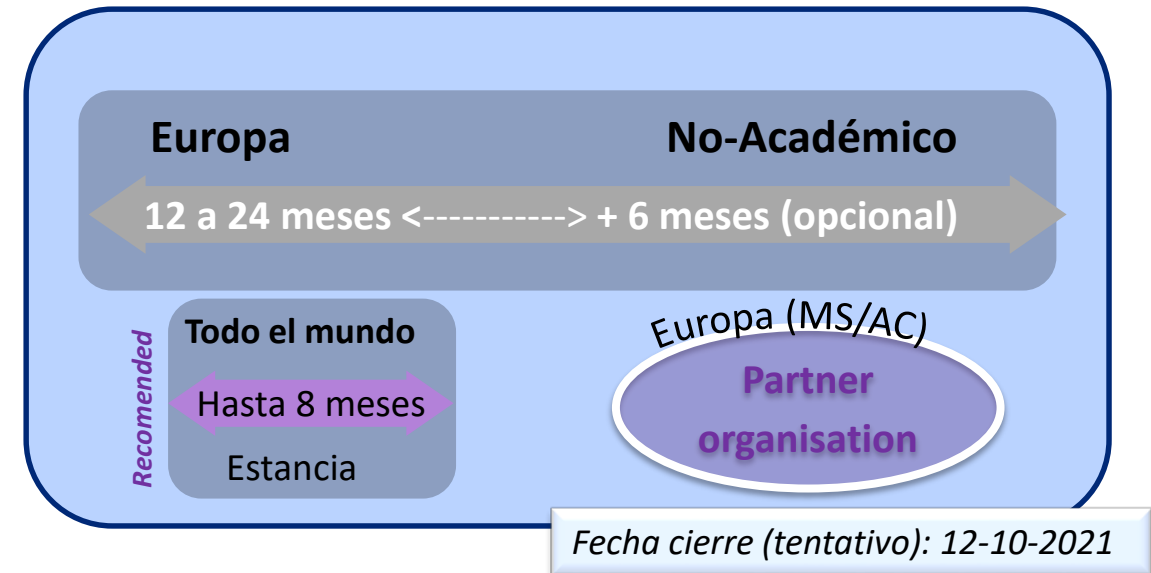 Europa
No-Académico
12 a 24 meses <-----------> + 6 meses (opcional)
Recomended
Todo el mundo
Hasta 8 meses
Estancia
Europa (MS/AC)
Partner
organisation
Fecha cierre (tentativo): 12-10-2021